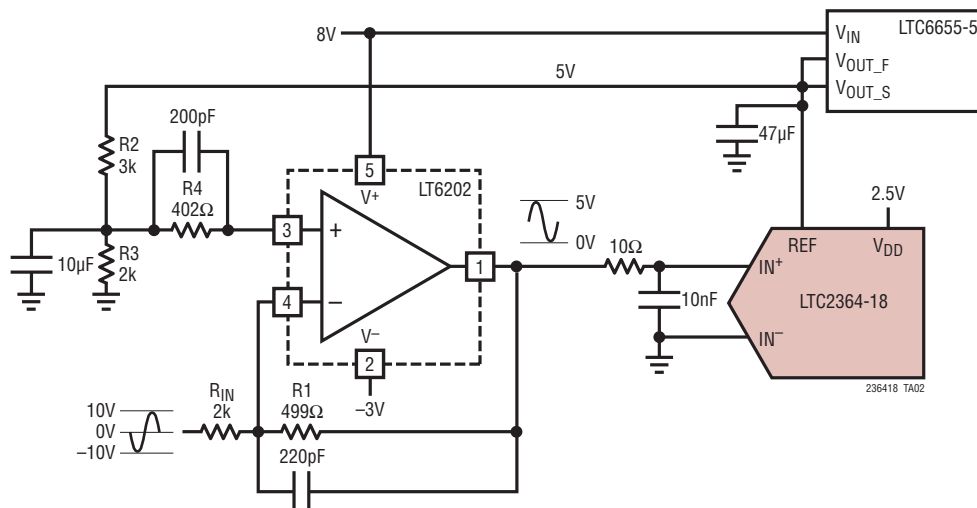 8V
V_IN
LTC6655-5
V_OUT_F
V_OUT_S
5V
200pF
R2
3k
R4
402Ω
47µF
5
LT6202
V+
2.5V
5V
0V
3
+
REF
V_DD
10µF
R3
2k
1
10Ω
IN+
4
–
10nF
LTC2364-18
V–
IN–
2
–3V
236418 TA02
R_IN
2k
R1
499Ω
10V
0V
–10V
220pF